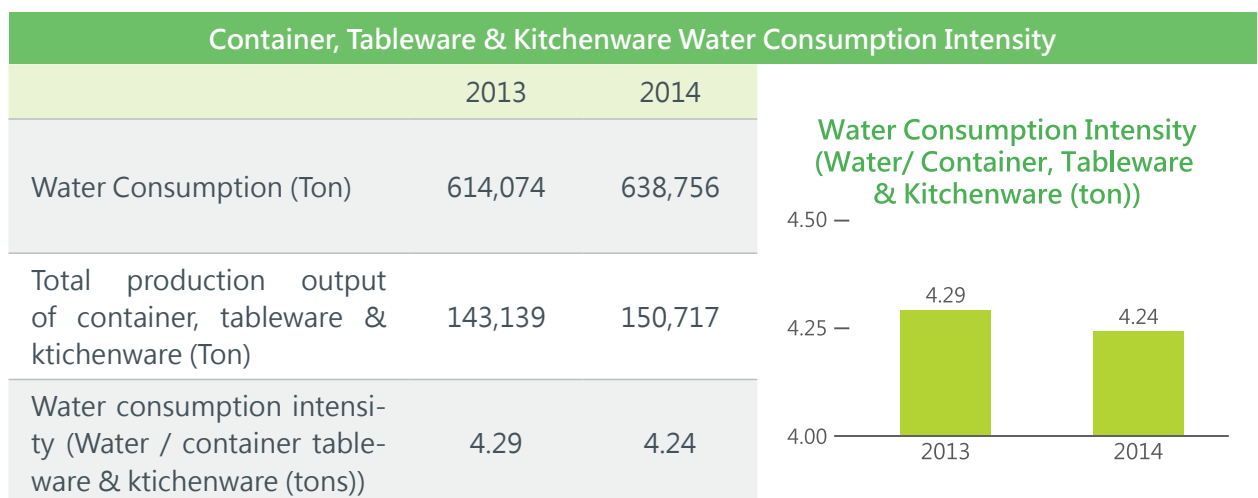 Container, Tableware & Kitchenware Water Consumption Intensity
2013 2014
Water Consumption (Ton) 614,074 638,756
Total production output
of container, tableware & 143,139 150,717
ktichenware (Ton)
Water consumption intensi-
ty (Water / container table- 4.29 4.24
ware & ktichenware (tons))
Water Consumption Intensity
(Water/ Container, Tableware
& Kitchenware (ton))
4.50
4.29
4.25
4.24
4.00
2013 2014